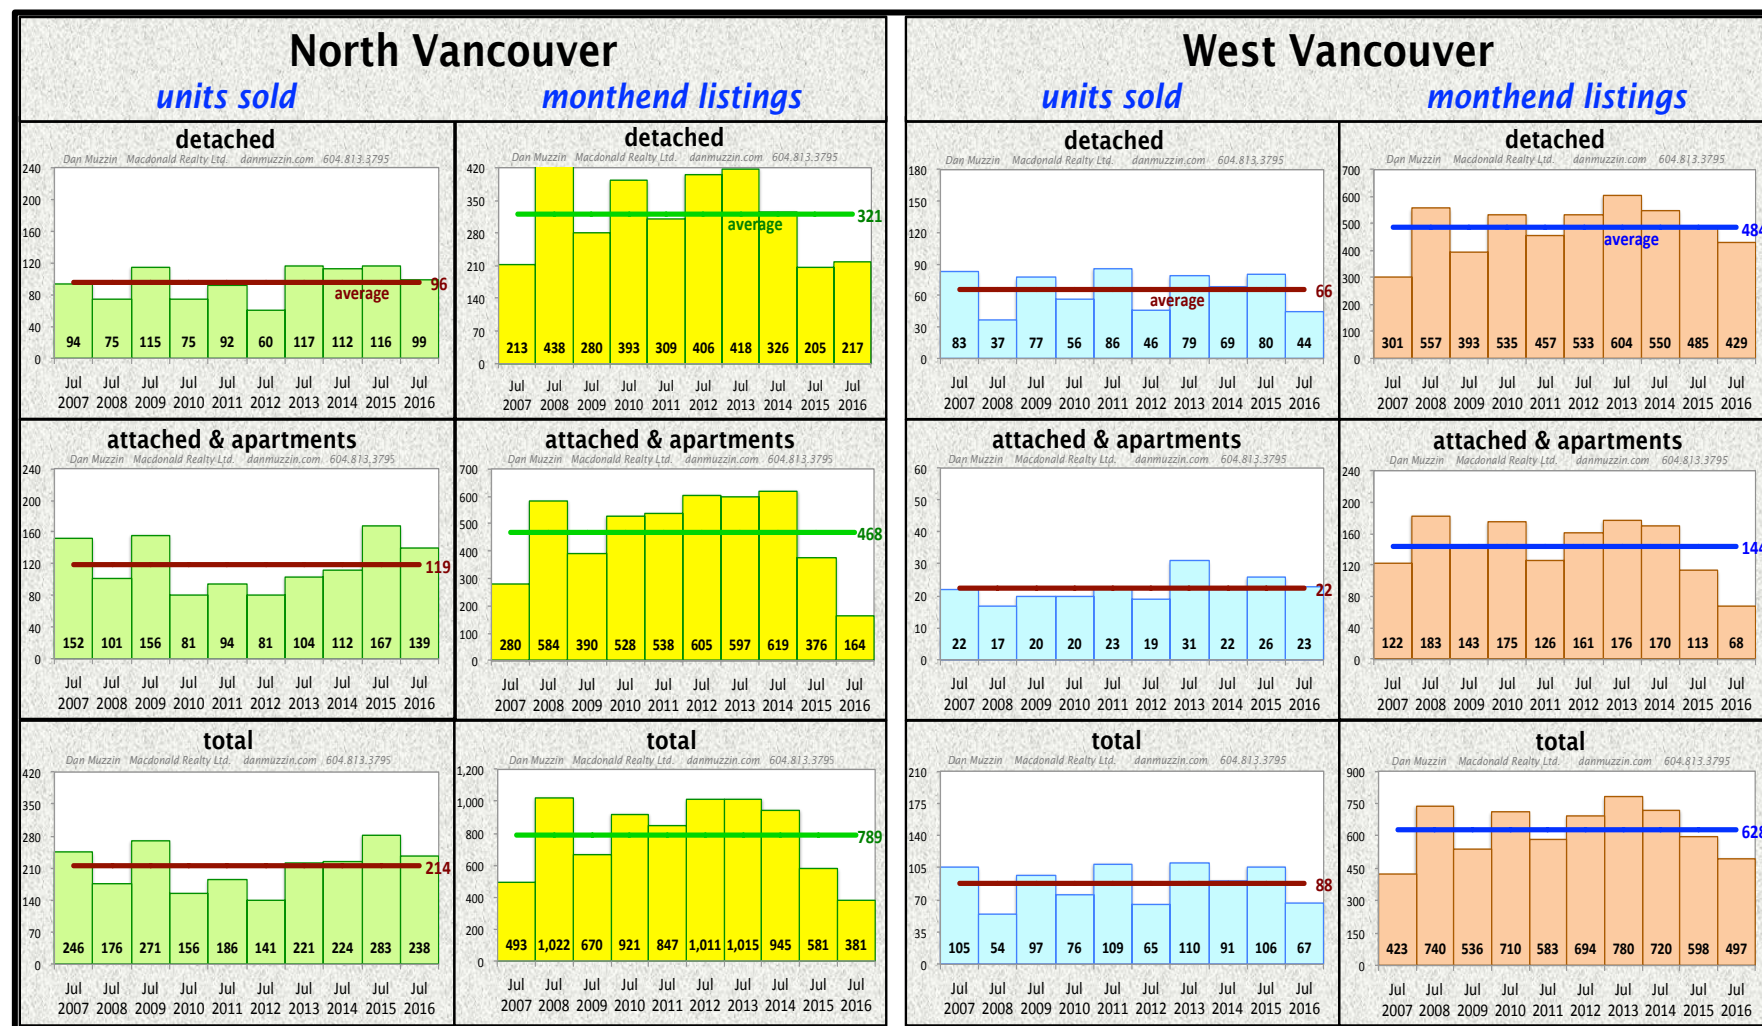 North Vancouver
units sold monthend listings
detached
Dan Muzzin Macdonald Realty Ltd. danmuzzin.com 604.813.3795
240
200
160
120
80
40
0
average
96
94 75 115 75 92 60 117 112 116 99
Jul Jul Jul Jul Jul Jul Jul Jul Jul Jul
2007 2008 2009 2010 2011 2012 2013 2014 2015 2016
detached
Dan Muzzin Macdonald Realty Ltd. danmuzzin.com 604.813.3795
420
350
280
210
140
70
0
average
321
213 438 280 393 309 406 418 326 205 217
Jul Jul Jul Jul Jul Jul Jul Jul Jul Jul
2007 2008 2009 2010 2011 2012 2013 2014 2015 2016
attached & apartments
Dan Muzzin Macdonald Realty Ltd. danmuzzin.com 604.813.3795
240
200
160
120
80
40
0
119
152 101 156 81 94 81 104 112 167 139
Jul Jul Jul Jul Jul Jul Jul Jul Jul Jul
2007 2008 2009 2010 2011 2012 2013 2014 2015 2016
attached & apartments
Dan Muzzin Macdonald Realty Ltd. danmuzzin.com 604.813.3795
700
600
500
400
300
200
100
0
468
280 584 390 528 538 605 597 619 376 164
Jul Jul Jul Jul Jul Jul Jul Jul Jul Jul
2007 2008 2009 2010 2011 2012 2013 2014 2015 2016
total
Dan Muzzin Macdonald Realty Ltd. danmuzzin.com 604.813.3795
420
350
280
210
140
70
0
214
246 176 271 156 186 141 221 224 283 238
Jul Jul Jul Jul Jul Jul Jul Jul Jul Jul
2007 2008 2009 2010 2011 2012 2013 2014 2015 2016
total
Dan Muzzin Macdonald Realty Ltd. danmuzzin.com 604.813.3795
1,200
1,000
800
600
400
200
0
789
493 1,022 670 921 847 1,011 1,015 945 581 381
Jul Jul Jul Jul Jul Jul Jul Jul Jul Jul
2007 2008 2009 2010 2011 2012 2013 2014 2015 2016
West Vancouver
units sold monthend listings
detached
Dan Muzzin Macdonald Realty Ltd. danmuzzin.com 604.813.3795
180
150
120
90
60
30
0
average
66
83 37 77 56 86 46 79 69 80 44
Jul Jul Jul Jul Jul Jul Jul Jul Jul Jul
2007 2008 2009 2010 2011 2012 2013 2014 2015 2016
detached
Dan Muzzin Macdonald Realty Ltd. danmuzzin.com 604.813.3795
700
600
500
400
300
200
100
0
average
484
301 557 393 535 457 533 604 550 485 429
Jul Jul Jul Jul Jul Jul Jul Jul Jul Jul
2007 2008 2009 2010 2011 2012 2013 2014 2015 2016
attached & apartments
Dan Muzzin Macdonald Realty Ltd. danmuzzin.com 604.813.3795
60
50
40
30
20
10
0
22
22 17 20 20 23 19 31 22 26 23
Jul Jul Jul Jul Jul Jul Jul Jul Jul Jul
2007 2008 2009 2010 2011 2012 2013 2014 2015 2016
attached & apartments
Dan Muzzin Macdonald Realty Ltd. danmuzzin.com 604.813.3795
240
200
160
120
80
40
0
144
122 183 143 175 126 161 176 170 113 68
Jul Jul Jul Jul Jul Jul Jul Jul Jul Jul
2007 2008 2009 2010 2011 2012 2013 2014 2015 2016
total
Dan Muzzin Macdonald Realty Ltd. danmuzzin.com 604.813.3795
210
175
140
105
70
35
0
88
105 54 97 76 109 65 110 91 106 67
Jul Jul Jul Jul Jul Jul Jul Jul Jul Jul
2007 2008 2009 2010 2011 2012 2013 2014 2015 2016
total
Dan Muzzin Macdonald Realty Ltd. danmuzzin.com 604.813.3795
900
750
600
450
300
150
0
628
423 740 536 710 583 694 780 720 598 497
Jul Jul Jul Jul Jul Jul Jul Jul Jul Jul
2007 2008 2009 2010 2011 2012 2013 2014 2015 2016